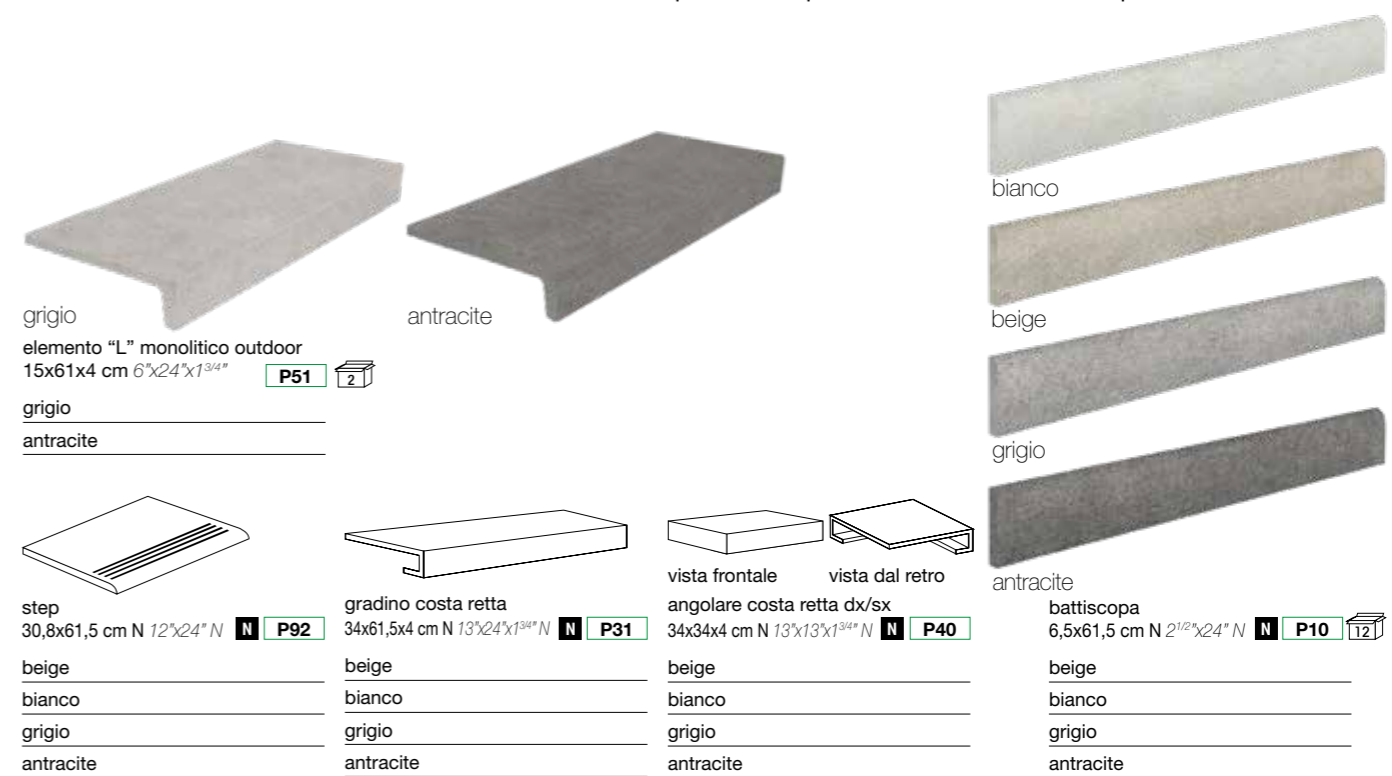 grigio
antracite
elemento “L” monolitico outdoor
15x61x4 cm 6"x24"x1 3/4" P51 2
grigio
antracite
bianco
beige
grigio
antracite
step
30,8x61,5 cm N 12"x24" N N P92
beige
bianco
grigio
antracite
gradino costa retta
34x61,5x4 cm N 13"x24"x1 3/4" N N P31
beige
bianco
grigio
antracite
vista frontale vista dal retro
angolare costa retta dx/sx
34x34x4 cm N 13"x13"x1 3/4" N N P40
beige
bianco
grigio
antracite
battiscopa
6,5x61,5 cm N 2 1/2"x24" N N P10 12
beige
bianco
grigio
antracite